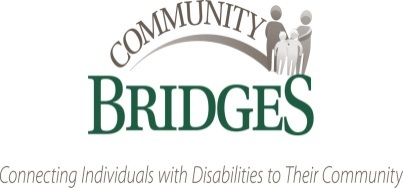 COMMUNITY
BRIDGES
Connecting Individuals with Disabilities to Their Community